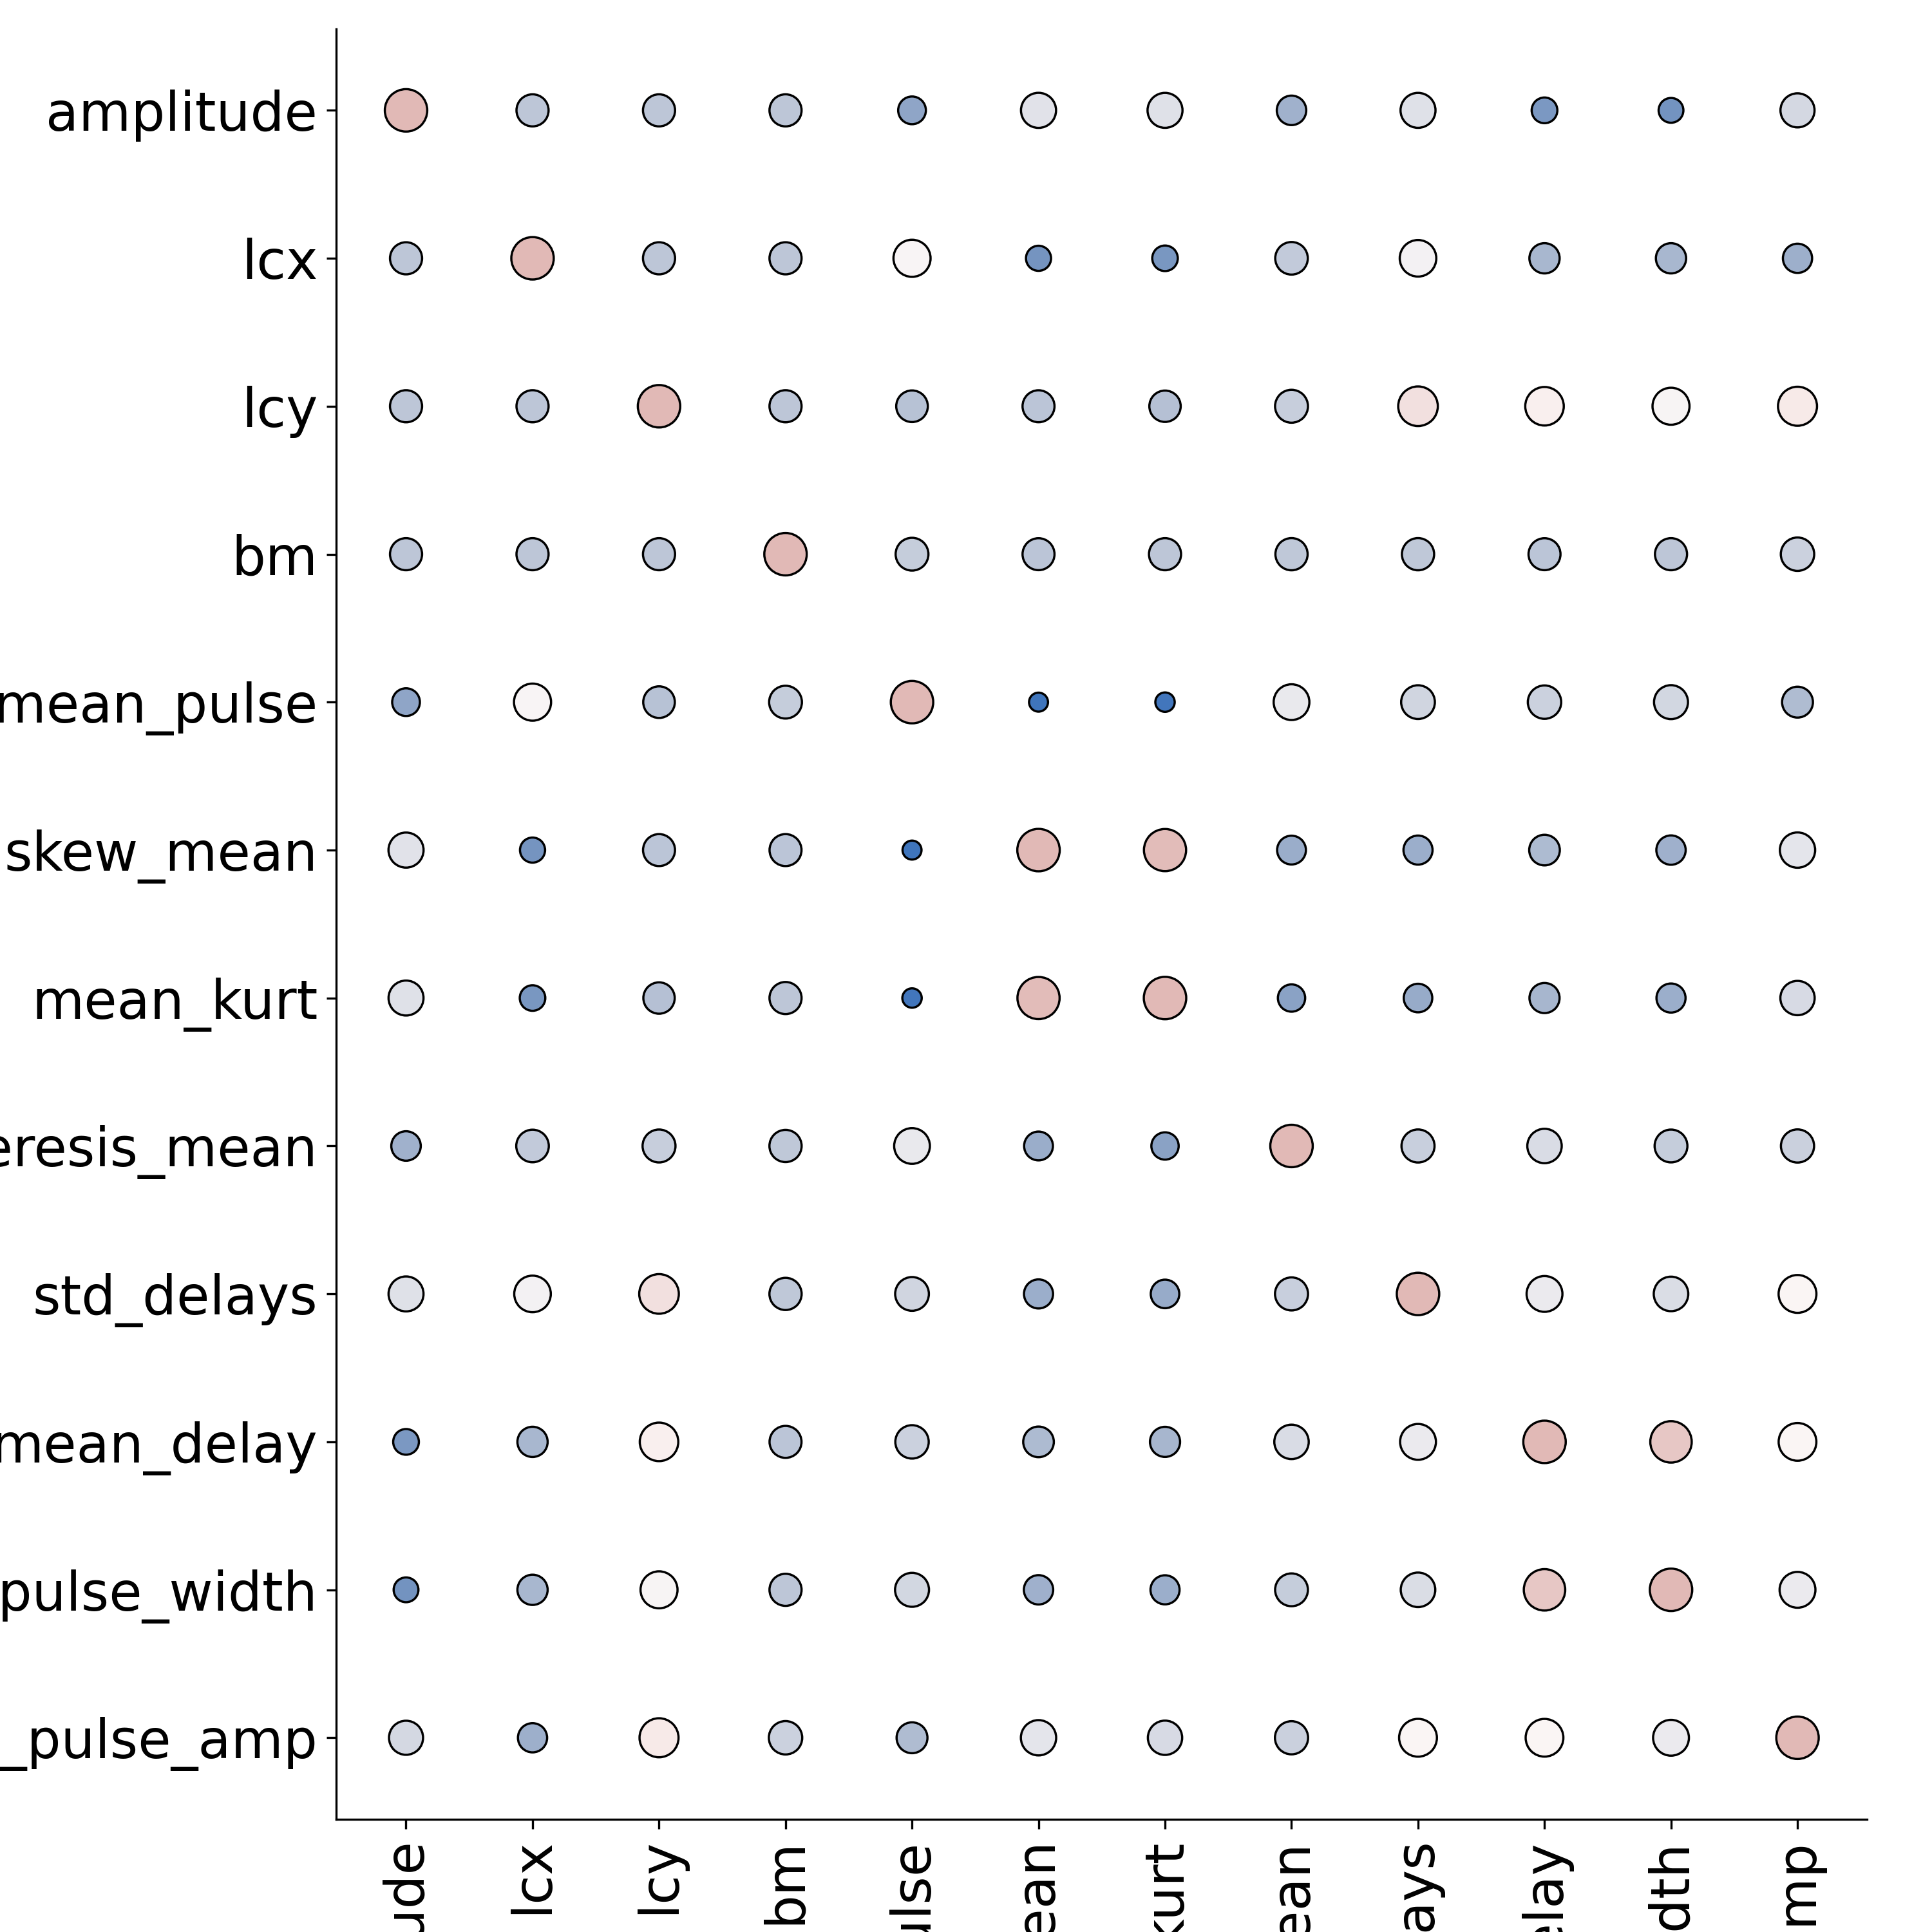 amplitude
lcx
lcy
bm
mean_pulse
skew_mean
mean_kurt
eresis_mean
std_delays
mean_delay
pulse_width
_pulse_amp
ude
lcx
lcy
bm
ulse
ean
kurt
ean
ays
elay
dth
mp